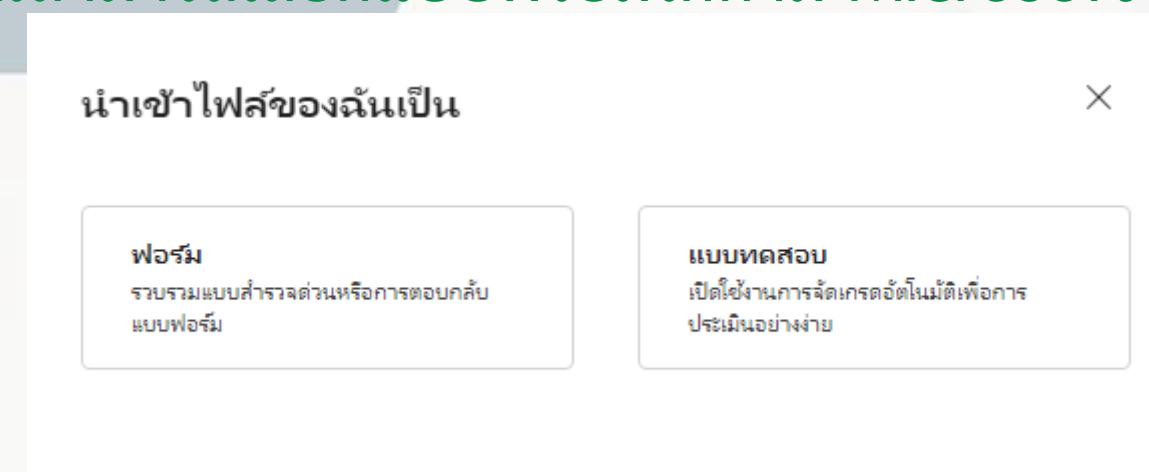 นำเข้าไฟล์ของฉันเป็น
ฟอร์ม
รวบรวมแบบสำรวจด่วนหรือการตอบกลับ
แบบฟอร์ม
แบบทดสอบ
เปิดใช้งานการจัดเกรดอัตโนมัติเพื่อการ
ประเมินอย่างง่าย